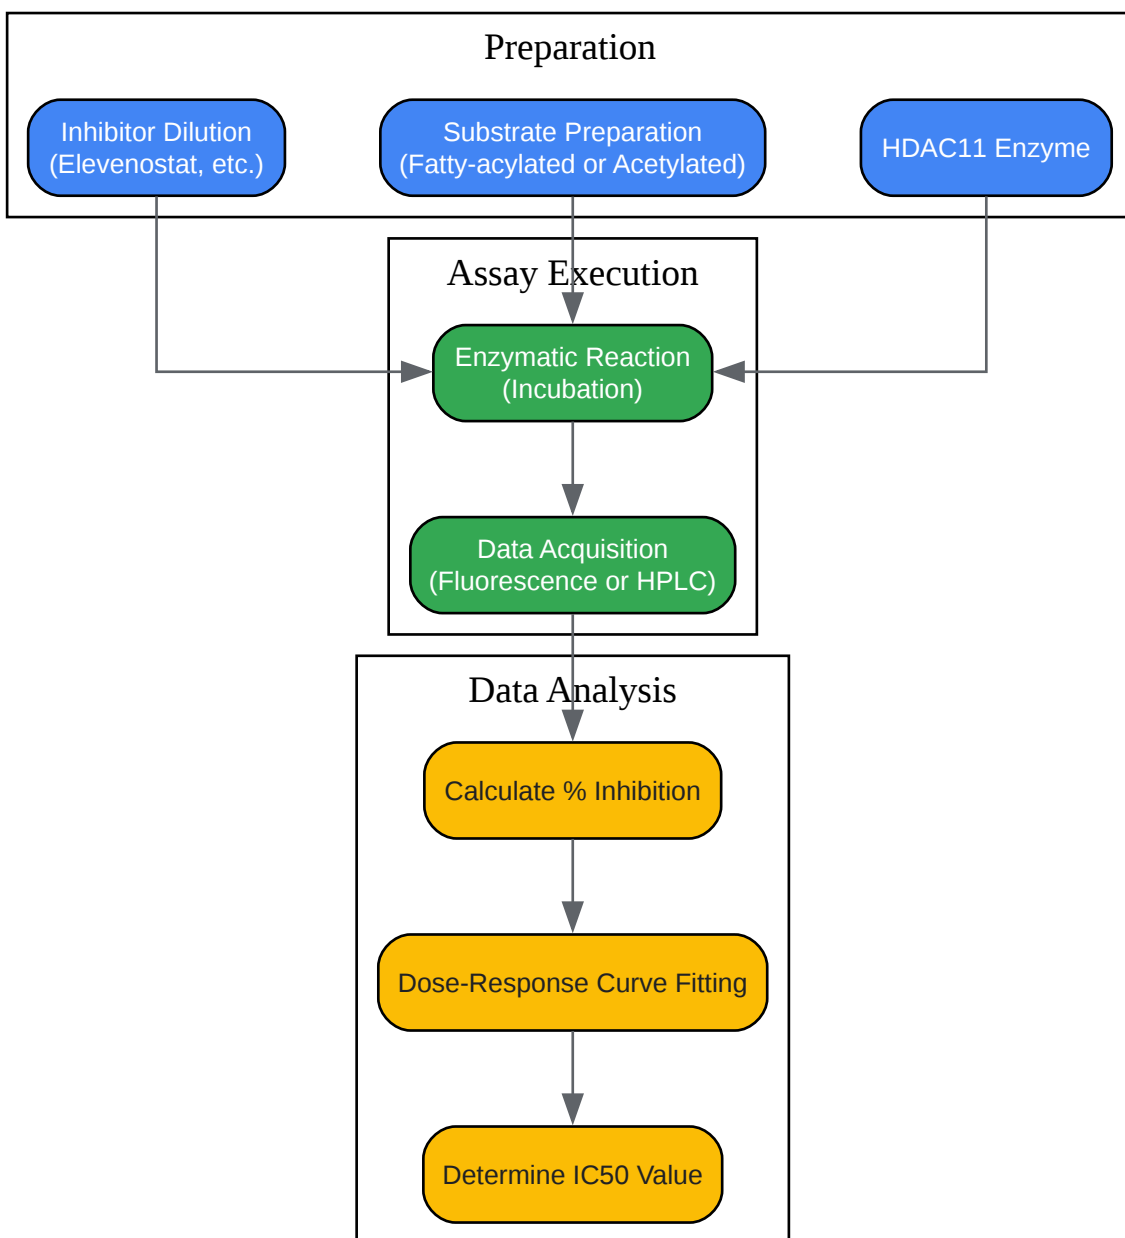 Preparation
Inhibitor Dilution
(Elevenostat, etc.)
Substrate Preparation
(Fatty-acylated or Acetylated)
HDAC11 Enzyme
Assay Execution
Enzymatic Reaction
(Incubation)
Data Acquisition
(Fluorescence or HPLC)
Data Analysis
Calculate % Inhibition
Dose-Response Curve Fitting
Determine IC50 Value